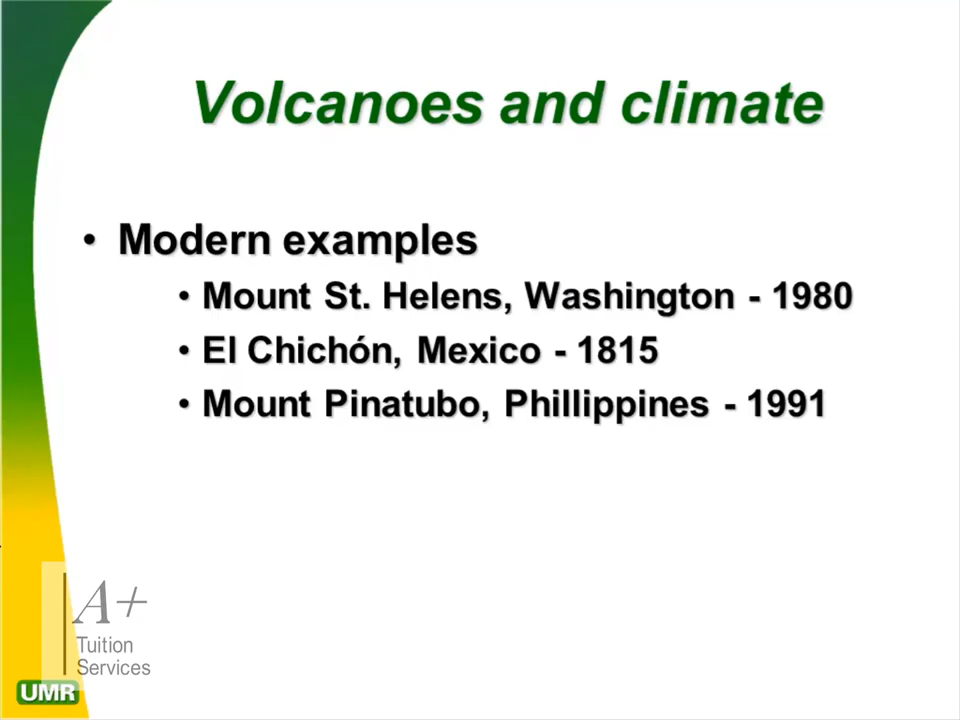 Volcanoes and climate
• Modern examples
• Mount St. Helens, Washington - 1980
• El Chichón, Mexico - 1815
• Mount Pinatubo, Phillippines - 1991
A+
Tuition
Services
UMR